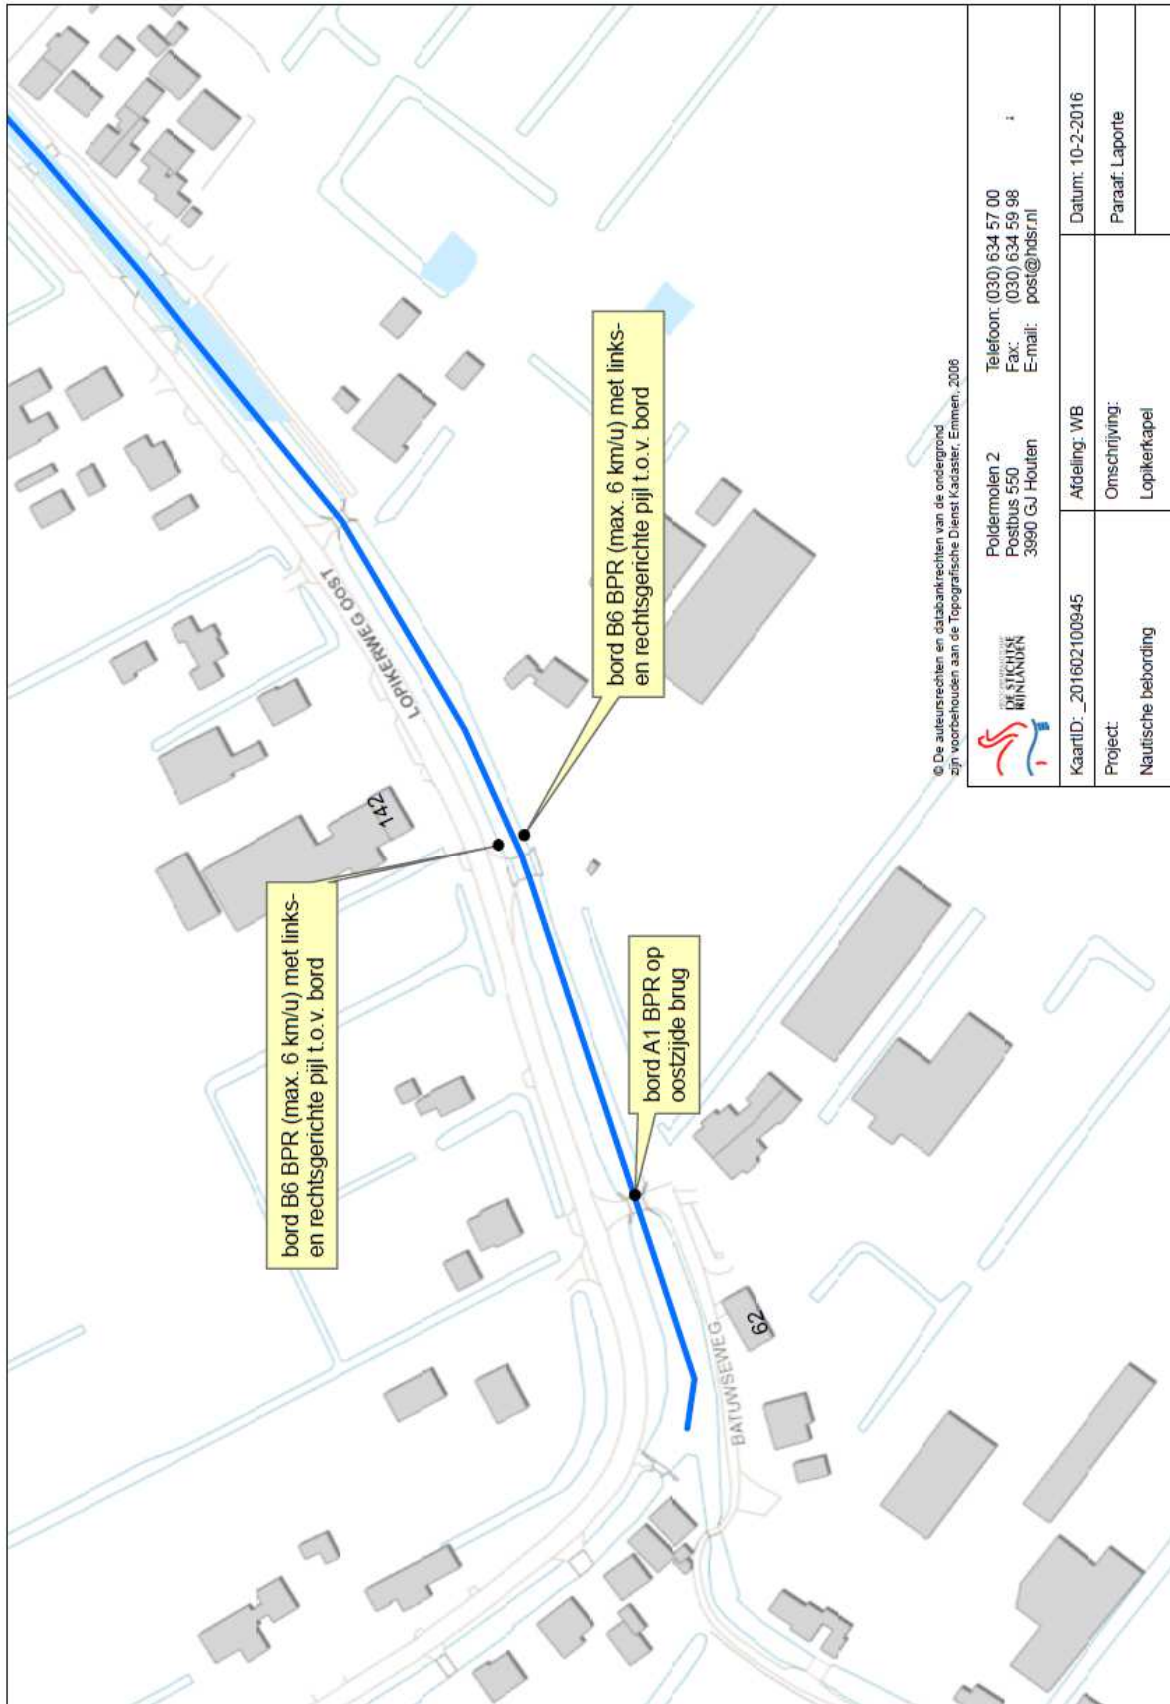 bord B6 BPR (max. 6 km/u) met links-
en rechtsgerichte pijl t.o.v. bord
142
LOPIKERWEG OOST
bord B6 BPR (max. 6 km/u) met links-
en rechtsgerichte pijl t.o.v. bord
bord A1 BPR op
oostzijde brug
BATUWSEWEG
62
© De auteursrechten en databankrechten van de ondergrond
zijn voorbehouden aan de Topografische Dienst Kadaster, Emmen, 2006
DE STICHTSE
RIJNLANDEN
Poldermolen 2
Postbus 550
3990 GJ Houten
Telefoon: (030) 634 57 00
Fax: (030) 634 59 98
E-mail: post@hdsr.nl
KaartID: _201602100945
Afdeling: WB
Datum: 10-2-2016
Project:
Nautische bebording
Omschrijving:
Lopikerkapel
Paraaf: Laporte